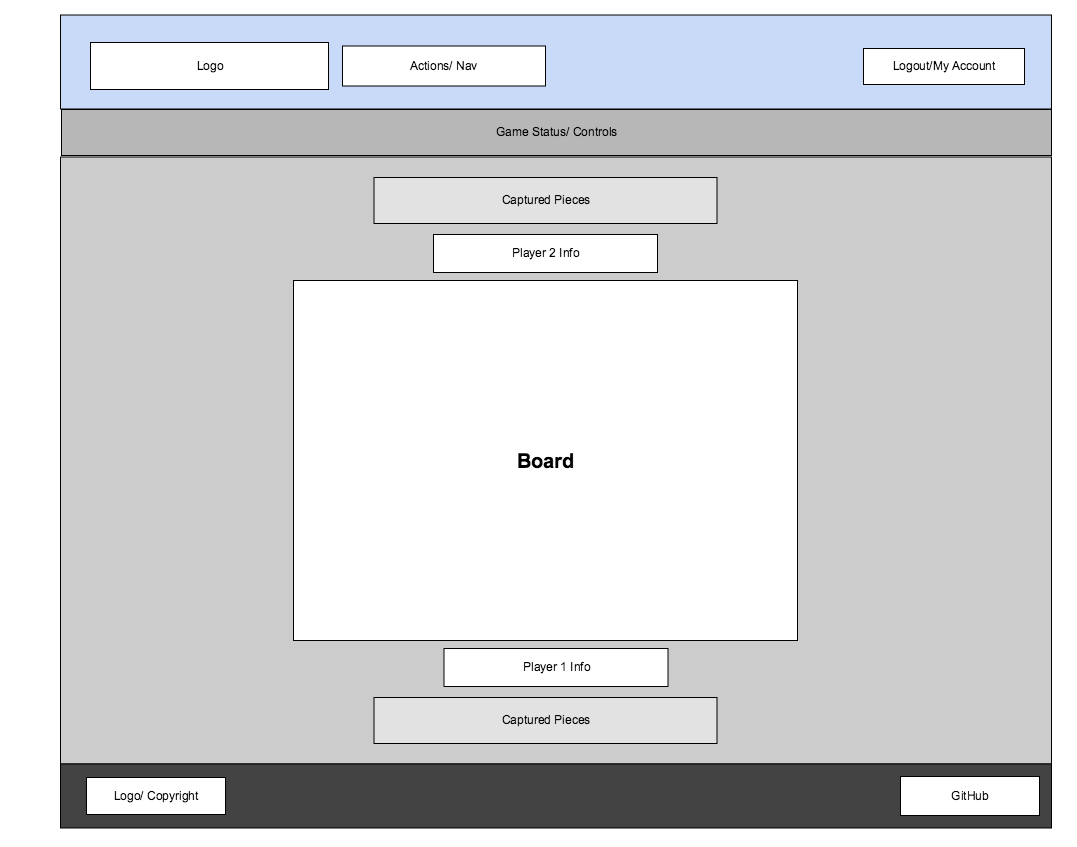 Logo
Actions/ Nav
Logout/My Account
Game Status/ Controls
Captured Pieces
Player 2 Info
Board
Player 1 Info
Captured Pieces
Logo/ Copyright
GitHub